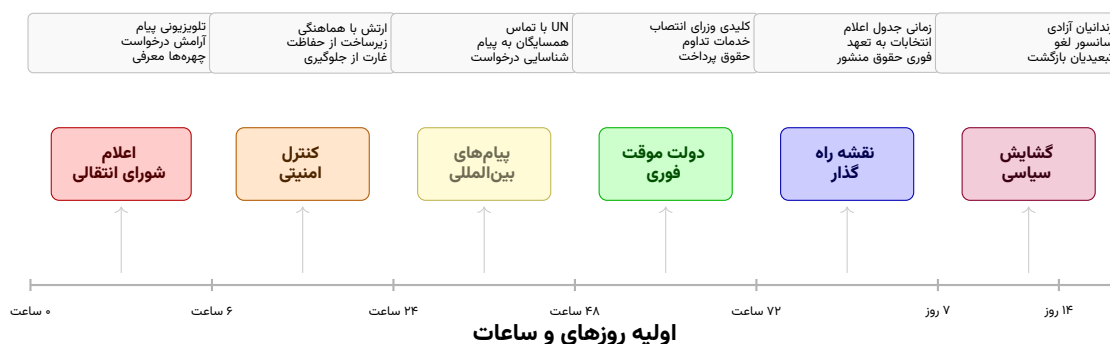 تلویزیونی پیام
آرامش درخواست
چهره‌ها معرفی
ارتش با هماهنگی
زیرساخت از حفاظت
غارت از جلوگیری
UN با تماس
همسایگان به پیام
شناسایی درخواست
کلیدی وزرای انتصاب
خدمات تداوم
حقوق پرداخت
زمانی جدول اعلام
انتخابات به تعهد
فوری حقوق منشور
زندانیان آزادی
سانسور لغو
تبعیدیان بازگشت
اعلام
شورای انتقالی
کنترل
امنیتی
پیام‌های
بین‌المللی
دولت موقت
فوری
نقشه راه
گذار
گشایش
سیاسی
۰ ساعت
۶ ساعت
۲۴ ساعت
۴۸ ساعت
۷۲ ساعت
۷ روز
۱۴ روز
اولیه روزهای و ساعات